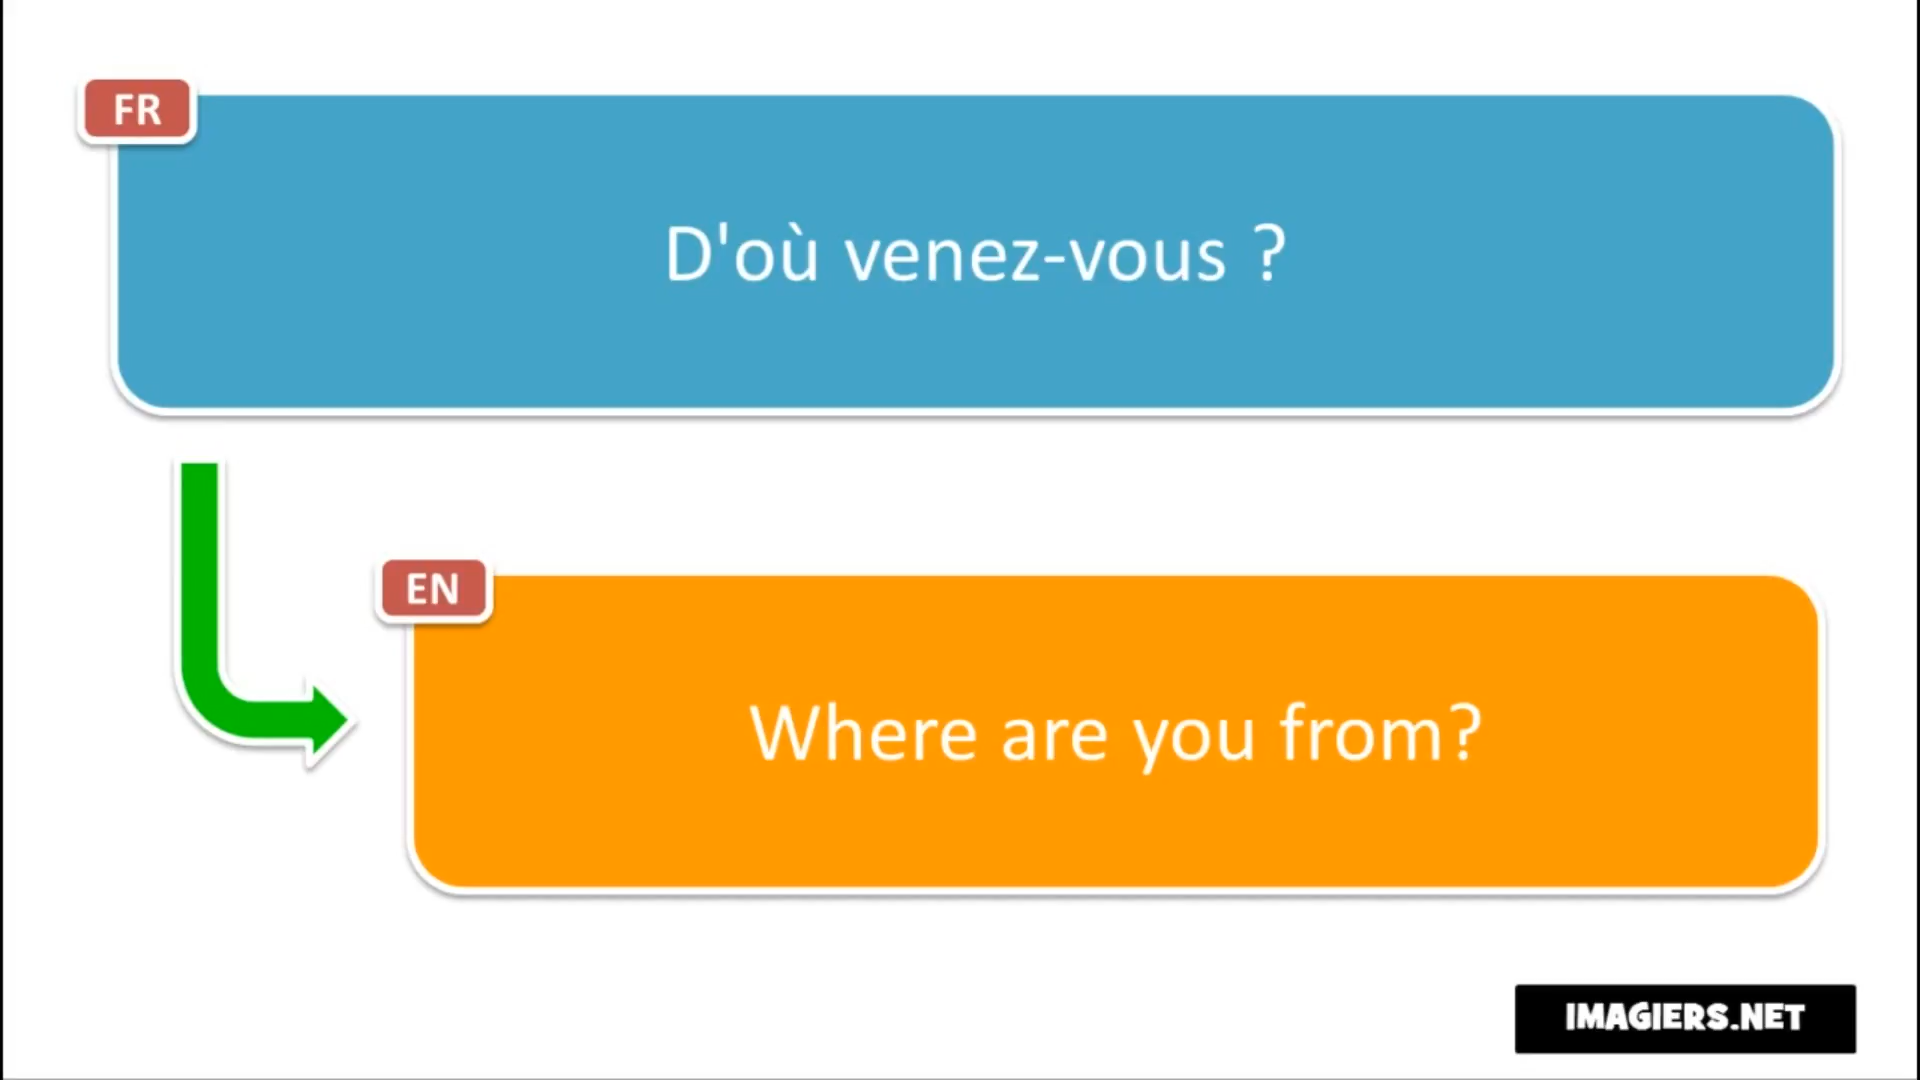 FR
D'où venez-vous ?
EN
Where are you from?
IMAGIERS.NET